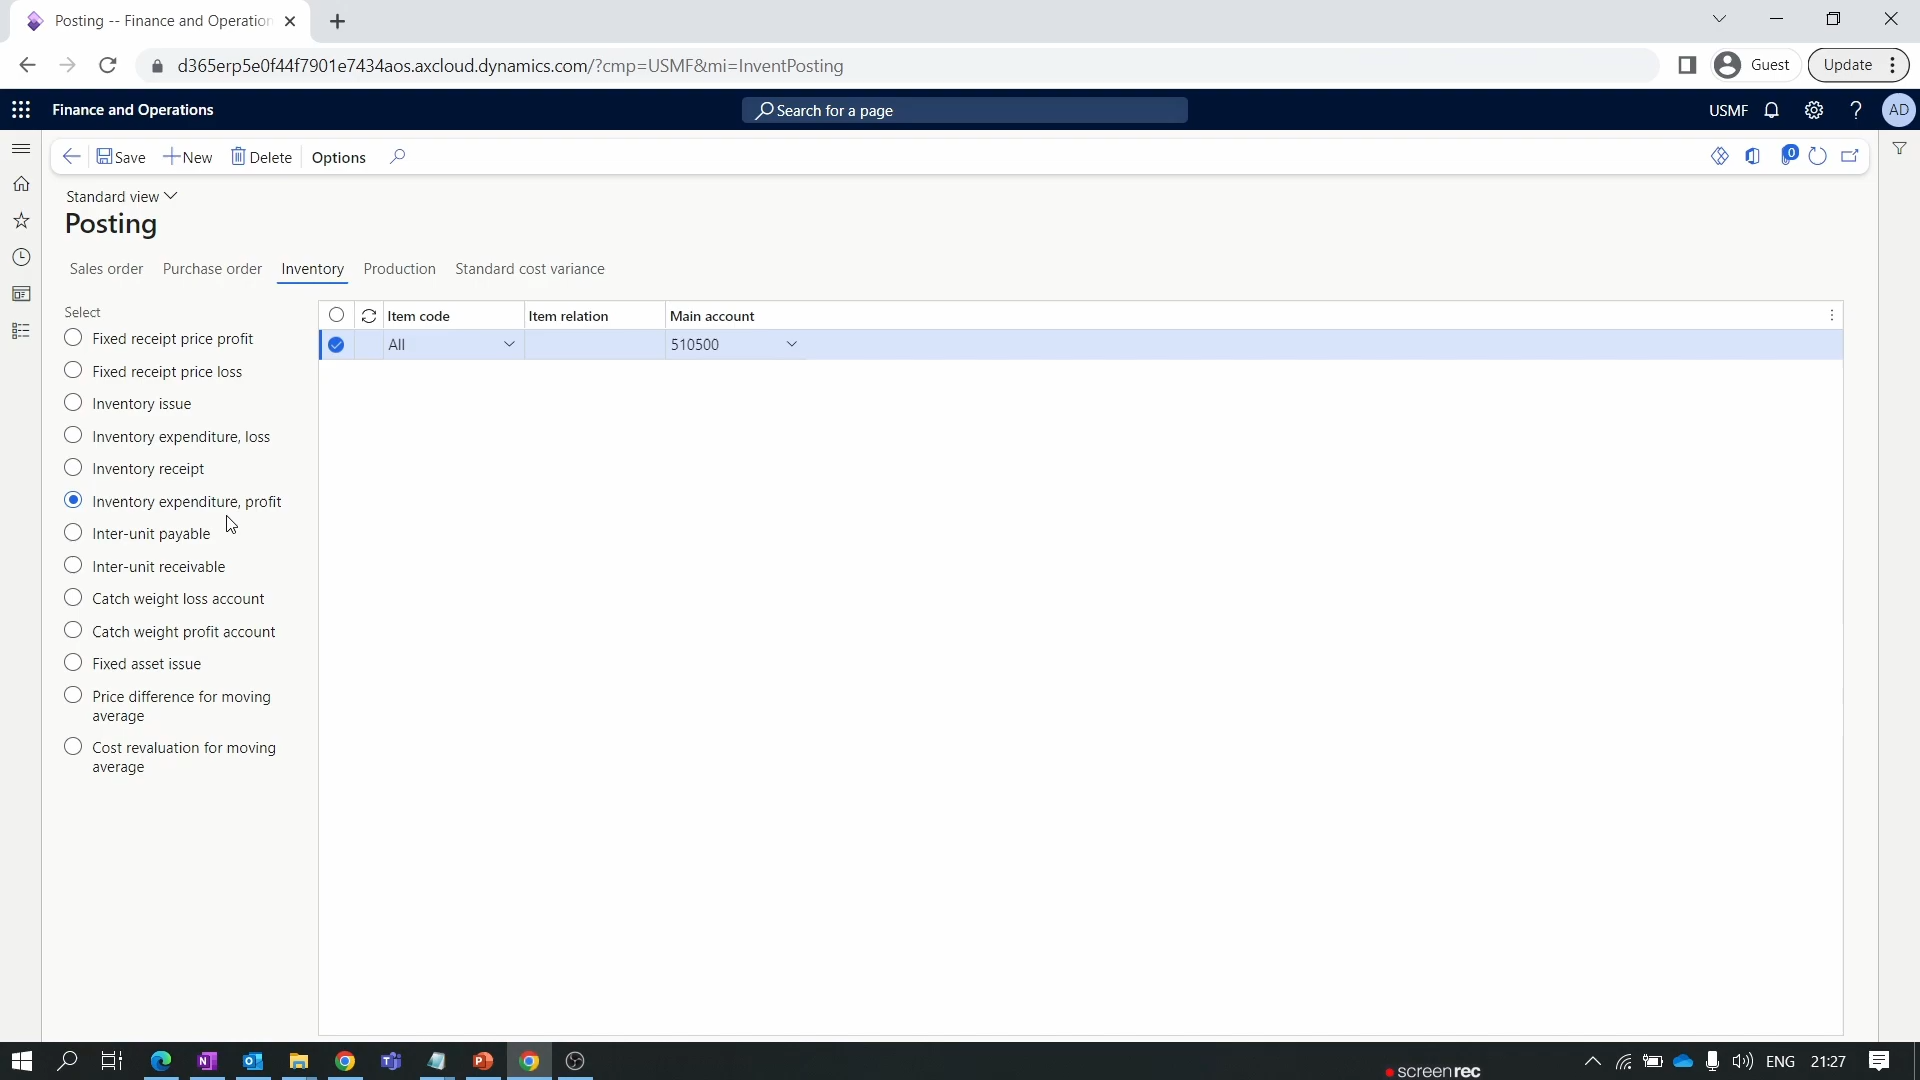 Posting -- Finance and Operation
d365erp5e0f44f7901e7434aos.axcloud.dynamics.com/?cmp=USMF&mi=InventPosting
Guest
Update
Finance and Operations
Search for a page
USMF
AD
Save
New
Delete
Options
0
Standard view
Posting
Sales order
Purchase order
Inventory
Production
Standard cost variance
Select
Fixed receipt price profit
Fixed receipt price loss
Inventory issue
Inventory expenditure, loss
Inventory receipt
Inventory expenditure, profit
Inter-unit payable
Inter-unit receivable
Catch weight loss account
Catch weight profit account
Fixed asset issue
Price difference for moving
average
Cost revaluation for moving
average
Item code
Item relation
Main account
All
510500
screenrec
ENG
21:27